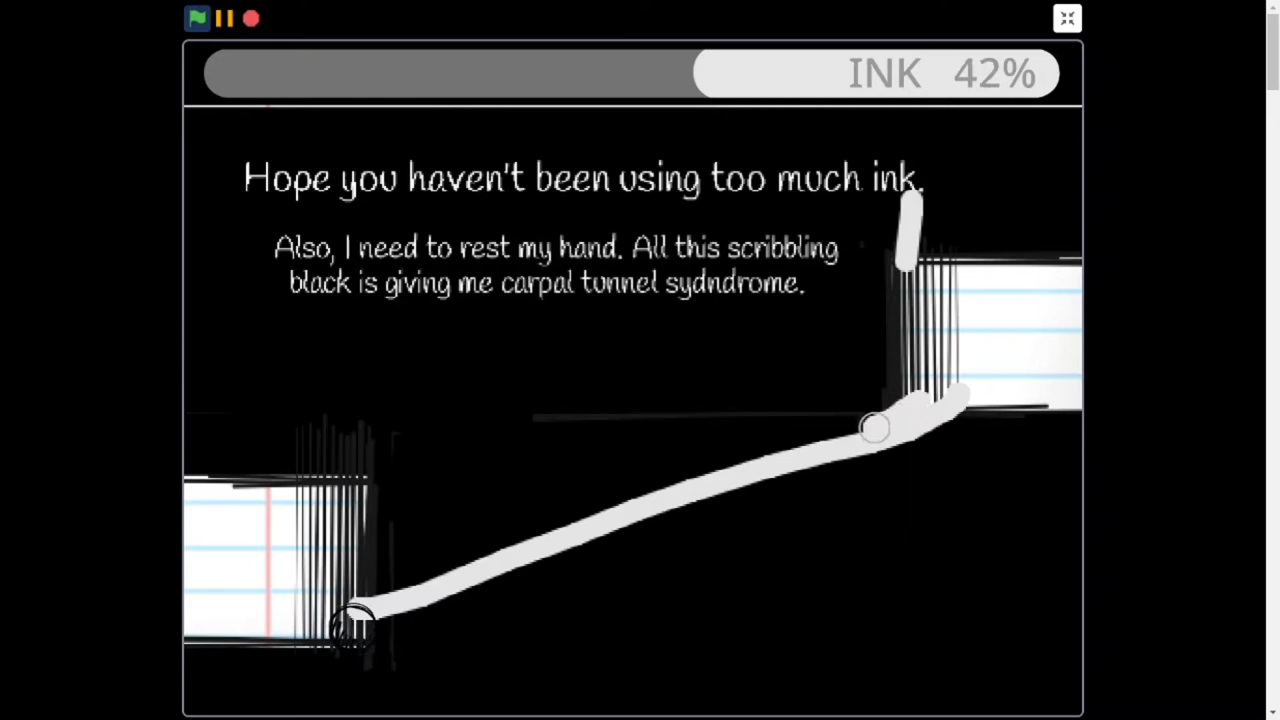 INK 42%
Hope you haven't been using too much ink.
Also, I need to rest my hand. All this scribbling
black is giving me carpal tunnel sydndrome.